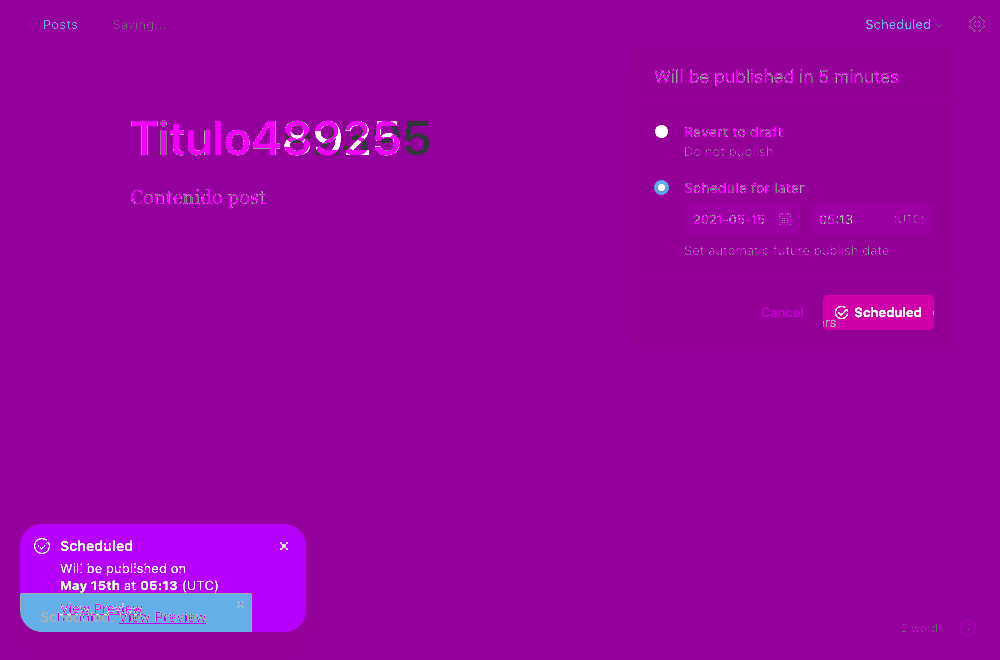 Posts
Saving...
Scheduled
Will be published in 5 minutes
Contenido post
Revert to draft
Do not publish
Schedule for later
2021-05-15
05:13
(UTC)
Set automatic future publish date
Cancel
Scheduled
Scheduled
Will be published on
May 15th at 05:13 (UTC)
View Preview
View Preview
2 words
?